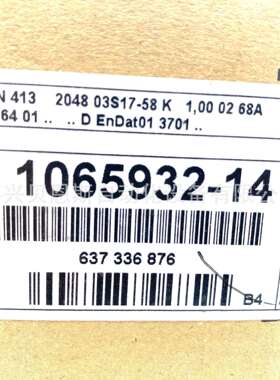 N 413 2048 03S17-58 K 1,00 02 68A
64 01 .. .. D EnDat01 3701 ..
1065932-14
637 336 876
B4